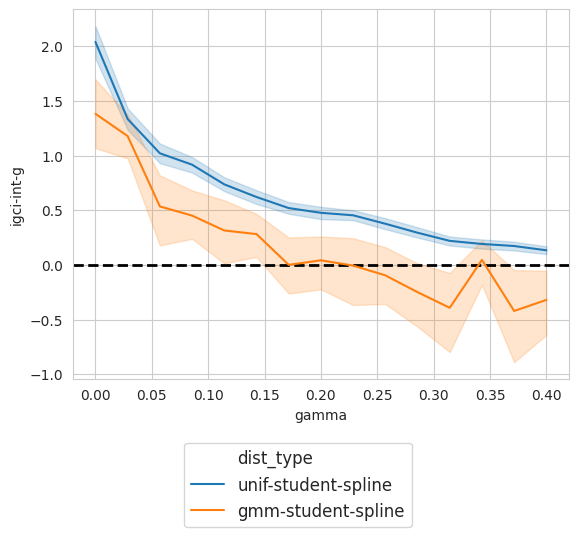 2.0
1.5
1.0
0.5
0.0
−0.5
−1.0
igci-int-g
0.00 0.05 0.10 0.15 0.20 0.25 0.30 0.35 0.40
gamma
dist_type
unif-student-spline
gmm-student-spline